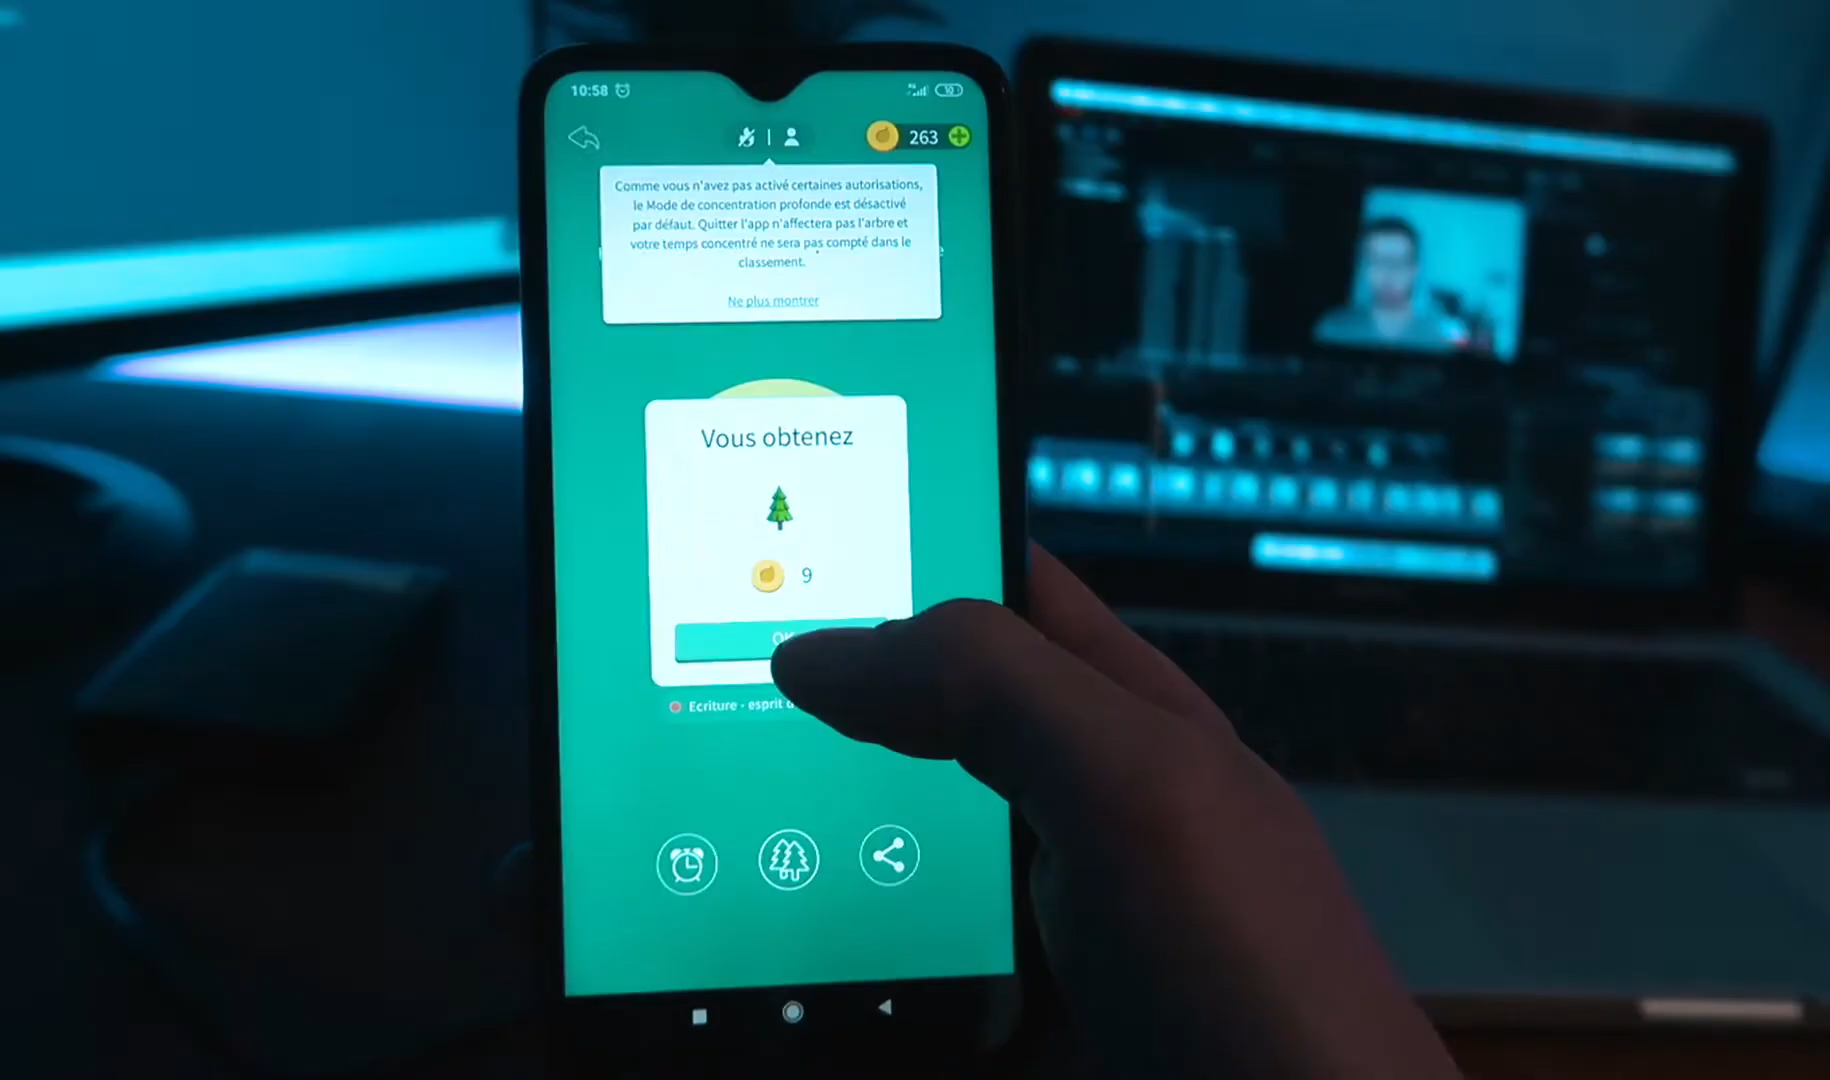 10:58
263
Comme vous n'avez pas activé certaines autorisations,
le Mode de concentration profonde est désactivé
par défaut. Quitter l'app n'affectera pas l'arbre et
votre temps concentré ne sera pas compté dans le
classement.
Ne plus montrer
Vous obtenez
9
OK
Ecriture - esprit